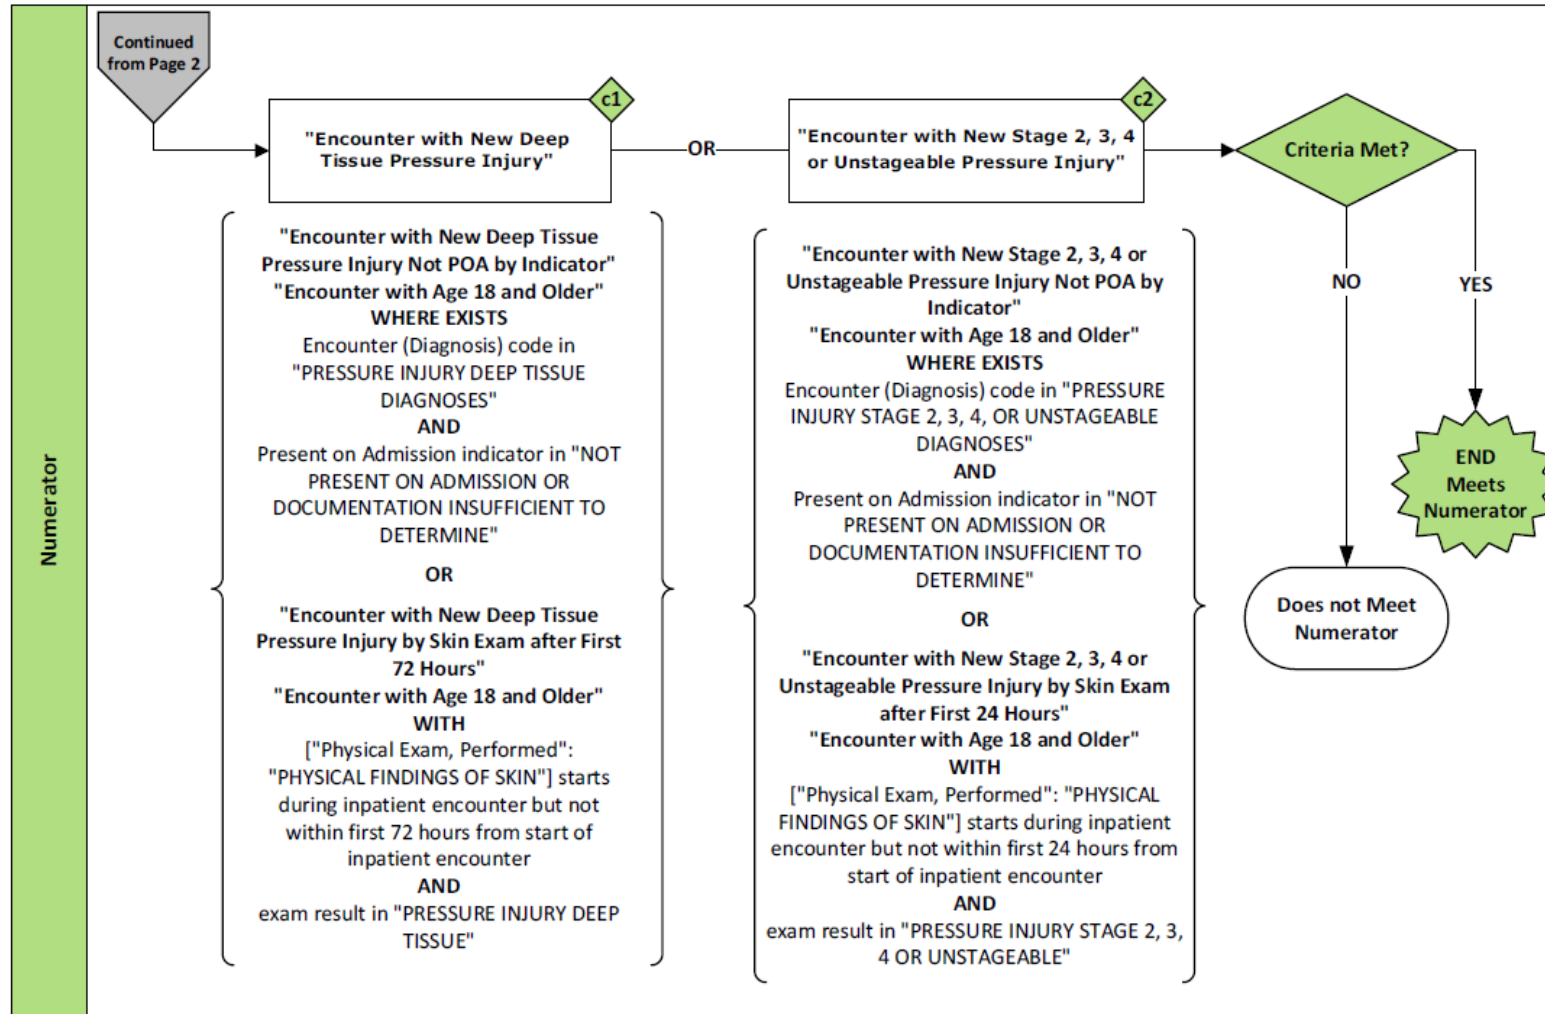 Numerator
Continued
from Page 2
c1
"Encounter with New Deep
Tissue Pressure Injury"
OR
c2
"Encounter with New Stage 2, 3, 4
or Unstageable Pressure Injury"
Criteria Met?
NO
YES
END
Meets
Numerator
Does not Meet
Numerator
"Encounter with New Deep Tissue
Pressure Injury Not POA by Indicator"
"Encounter with Age 18 and Older"
WHERE EXISTS
Encounter (Diagnosis) code in
"PRESSURE INJURY DEEP TISSUE
DIAGNOSES"
AND
Present on Admission indicator in "NOT
PRESENT ON ADMISSION OR
DOCUMENTATION INSUFFICIENT TO
DETERMINE"
OR
"Encounter with New Deep Tissue
Pressure Injury by Skin Exam after First
72 Hours"
"Encounter with Age 18 and Older"
WITH
["Physical Exam, Performed":
"PHYSICAL FINDINGS OF SKIN"] starts
during inpatient encounter but not
within first 72 hours from start of
inpatient encounter
AND
exam result in "PRESSURE INJURY DEEP
TISSUE"
"Encounter with New Stage 2, 3, 4 or
Unstageable Pressure Injury Not POA by
Indicator"
"Encounter with Age 18 and Older"
WHERE EXISTS
Encounter (Diagnosis) code in "PRESSURE
INJURY STAGE 2, 3, 4, OR UNSTAGEABLE
DIAGNOSES"
AND
Present on Admission indicator in "NOT
PRESENT ON ADMISSION OR
DOCUMENTATION INSUFFICIENT TO
DETERMINE"
OR
"Encounter with New Stage 2, 3, 4 or
Unstageable Pressure Injury by Skin Exam
after First 24 Hours"
"Encounter with Age 18 and Older"
WITH
["Physical Exam, Performed": "PHYSICAL
FINDINGS OF SKIN"] starts during inpatient
encounter but not within first 24 hours from
start of inpatient encounter
AND
exam result in "PRESSURE INJURY STAGE 2, 3,
4 OR UNSTAGEABLE"